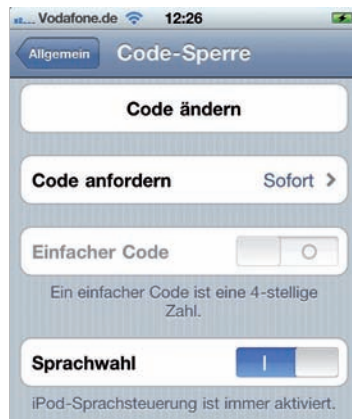 Vodafone.de 12:26
Allgemein Code-Sperre
Code ändern
Code anfordern Sofort
Einfacher Code
Ein einfacher Code ist eine 4-stellige
Zahl.
Sprachwahl
iPod-Sprachsteuerung ist immer aktiviert.